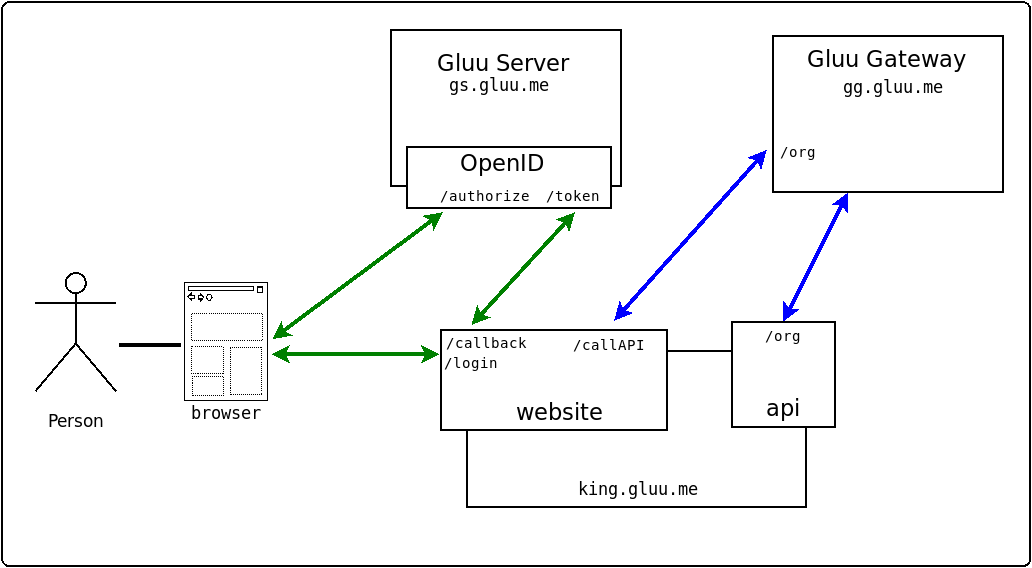 Gluu Server
gs.gluu.me
OpenID
/authorize /token
Gluu Gateway
gg.gluu.me
/org
Person
browser
/callback
/login
/callAPI
website
/org
api
king.gluu.me